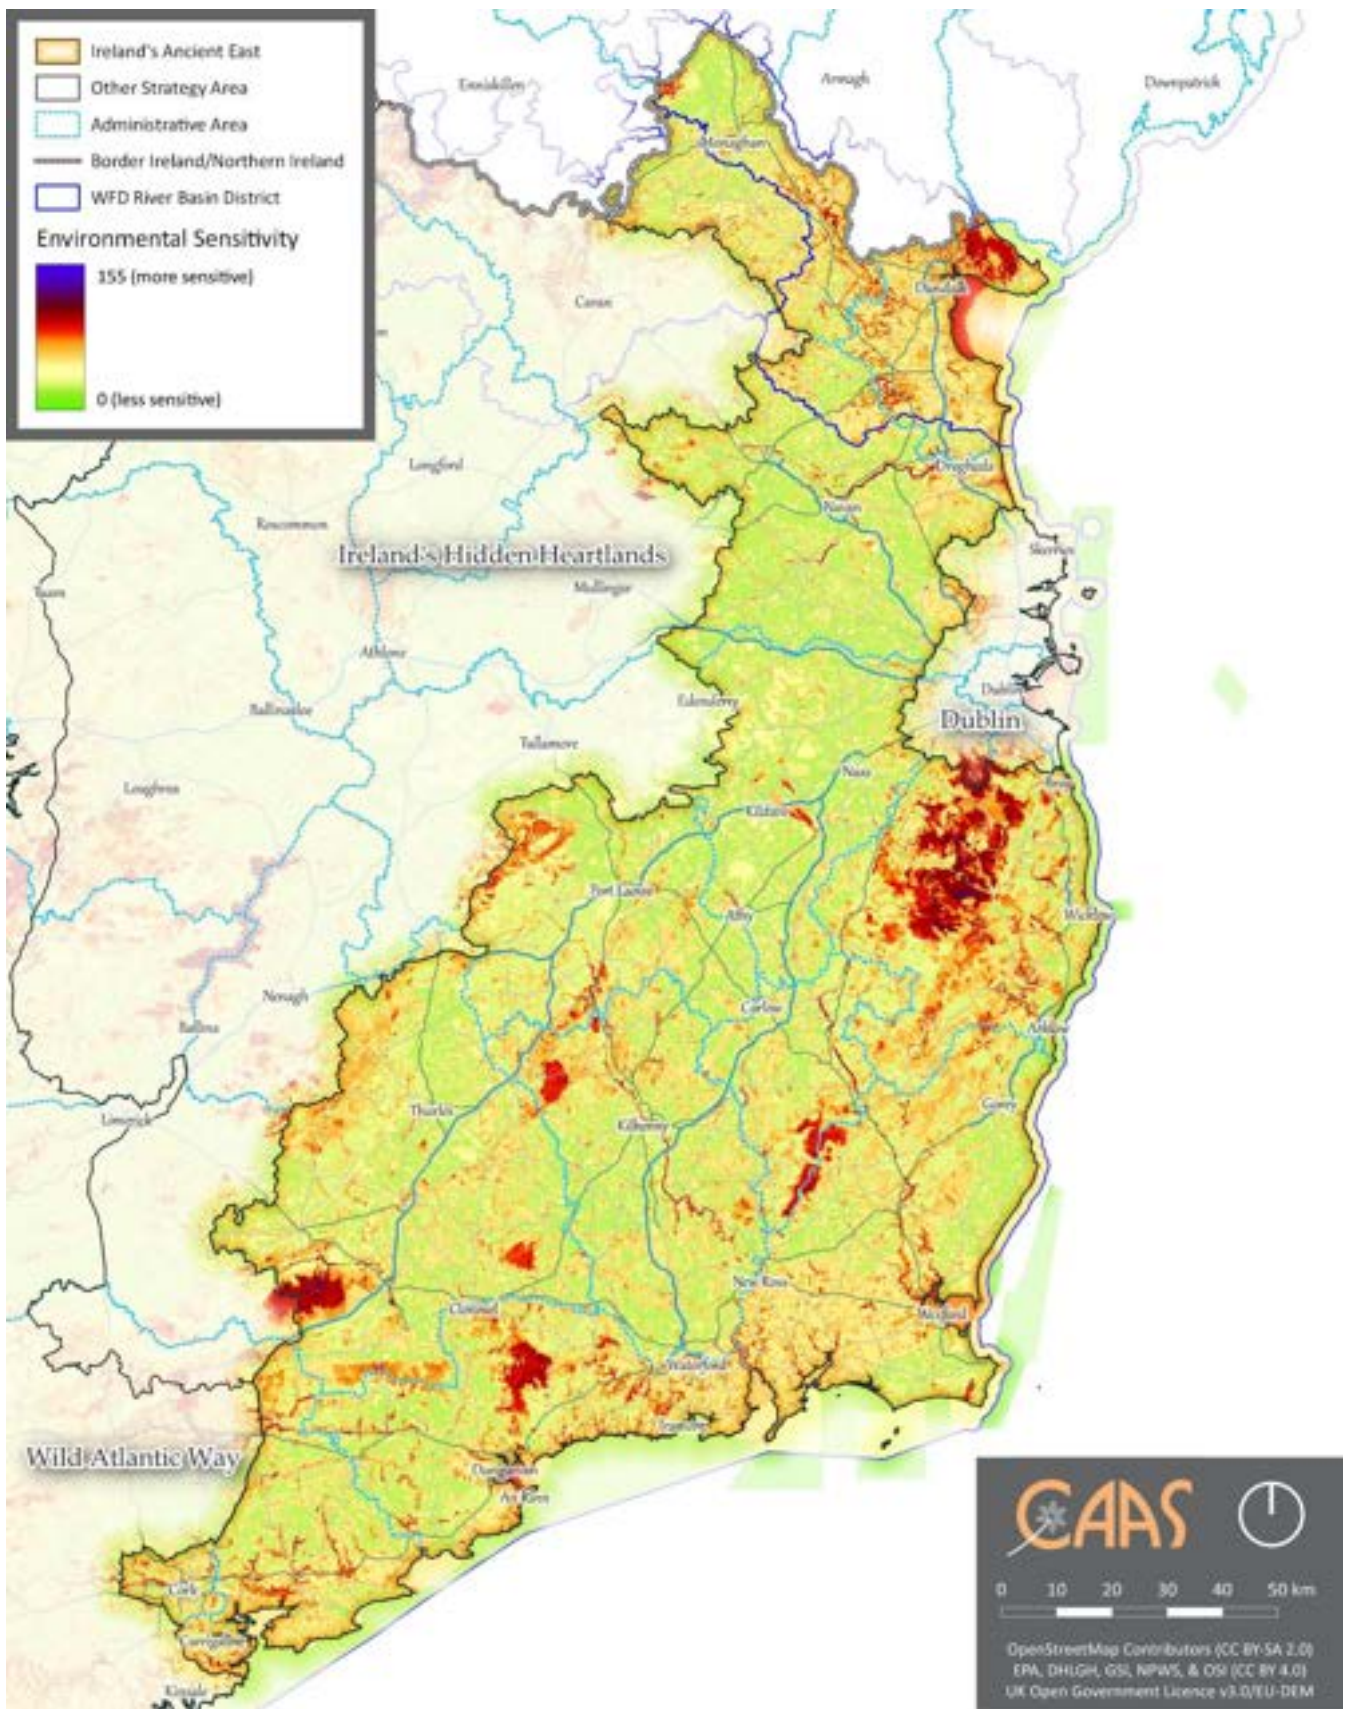 Ireland's Ancient East
Other Strategy Area
Administrative Area
Border Ireland/Northern Ireland
WFD River Basin District
Environmental Sensitivity
155 (more sensitive)
0 (less sensitive)
Enniskillen
Armagh
Downpatrick
Monaghan
Dundalk
Cavan
Longford
Drogheda
Navan
Roscommon
Ireland's Hidden Heartlands
Skerries
Tuam
Mullingar
Athlone
Edenderry
Dublin
Ballinasloe
Dublin
Tullamore
Naas
Loughrea
Bray
Kildare
Port Laoise
Athy
Wicklow
Nenagh
Carlow
Ballina
Arklow
Thurles
Gorey
Limerick
Kilkenny
New Ross
Clonmel
Wexford
Waterford
Tramore
Wild Atlantic Way
Dungarvan
An Rinn
Cork
Carrigaline
Kinsale
CAAS
0 10 20 30 40 50 km
OpenStreetMap Contributors (CC BY-SA 2.0)
EPA, DHLGH, GSI, NPWS, & OSI (CC BY 4.0)
UK Open Government Licence v3.0/EU-DEM